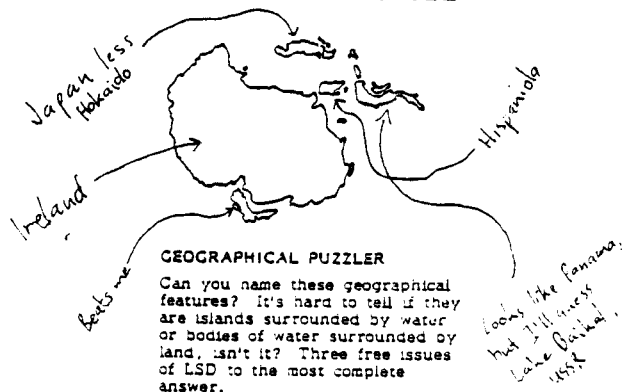 Japan less
Hokaido
A
Hispaniola
Ireland
Beats me
Looks like Panama,
but I'll guess
Lake Baikal,
USSR
GEOGRAPHICAL PUZZLER
Can you name these geographical
features? It's hard to tell if they
are islands surrounded by water
or bodies of water surrounded by
land, isn't it? Three free issues
of LSD to the most complete
answer.